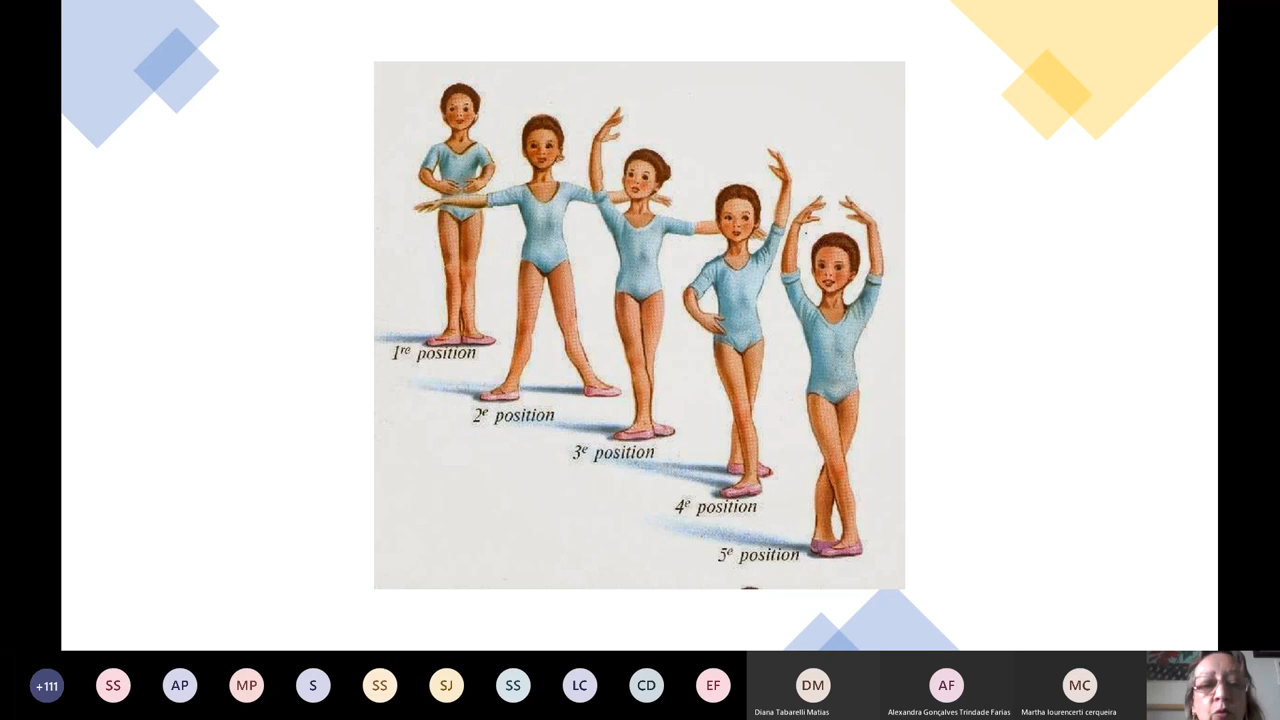 1re position
2e position
3e position
4e position
5e position
+111
SS
AP
MP
S
SS
SJ
SS
LC
CD
EF
DM
AF
MC
Diana Tabarelli Matias
Alexandra Gonçalves Trindade Farias
Martha lourencerti cerqueira